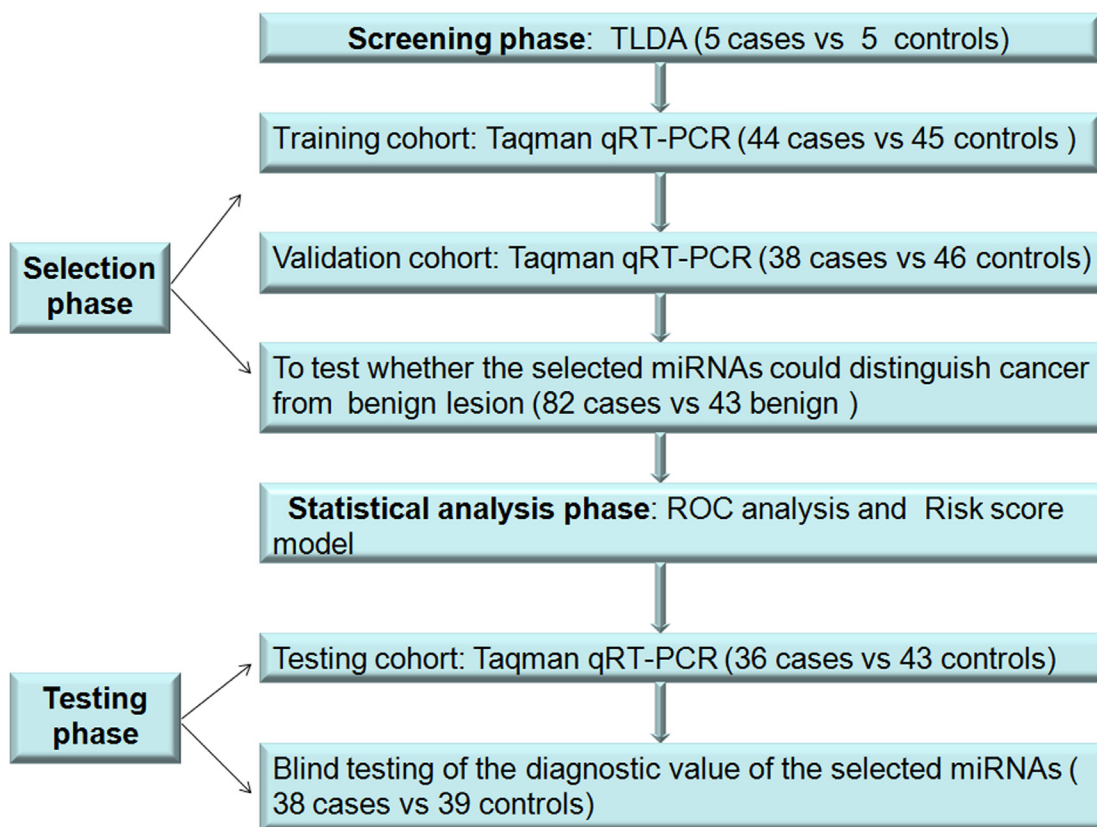 Screening phase: TLDA (5 cases vs 5 controls)
Training cohort: Taqman qRT-PCR (44 cases vs 45 controls )
Selection
phase
Validation cohort: Taqman qRT-PCR (38 cases vs 46 controls)
To test whether the selected miRNAs could distinguish cancer
from benign lesion (82 cases vs 43 benign )
Statistical analysis phase: ROC analysis and Risk score
model
Testing cohort: Taqman qRT-PCR (36 cases vs 43 controls)
Testing
phase
Blind testing of the diagnostic value of the selected miRNAs (
38 cases vs 39 controls)